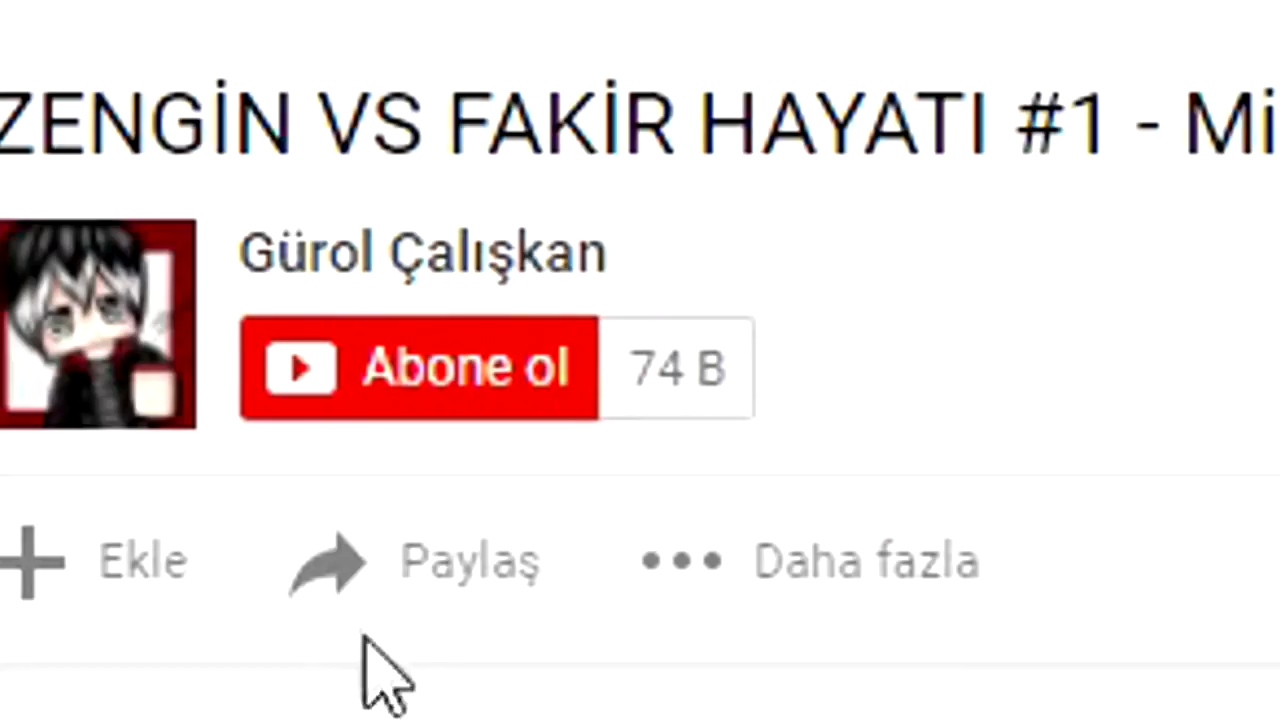 ZENGİN VS FAKİR HAYATI #1 - Mi
Gürol Çalışkan
Abone ol 74 B
Ekle Paylaş Daha fazla